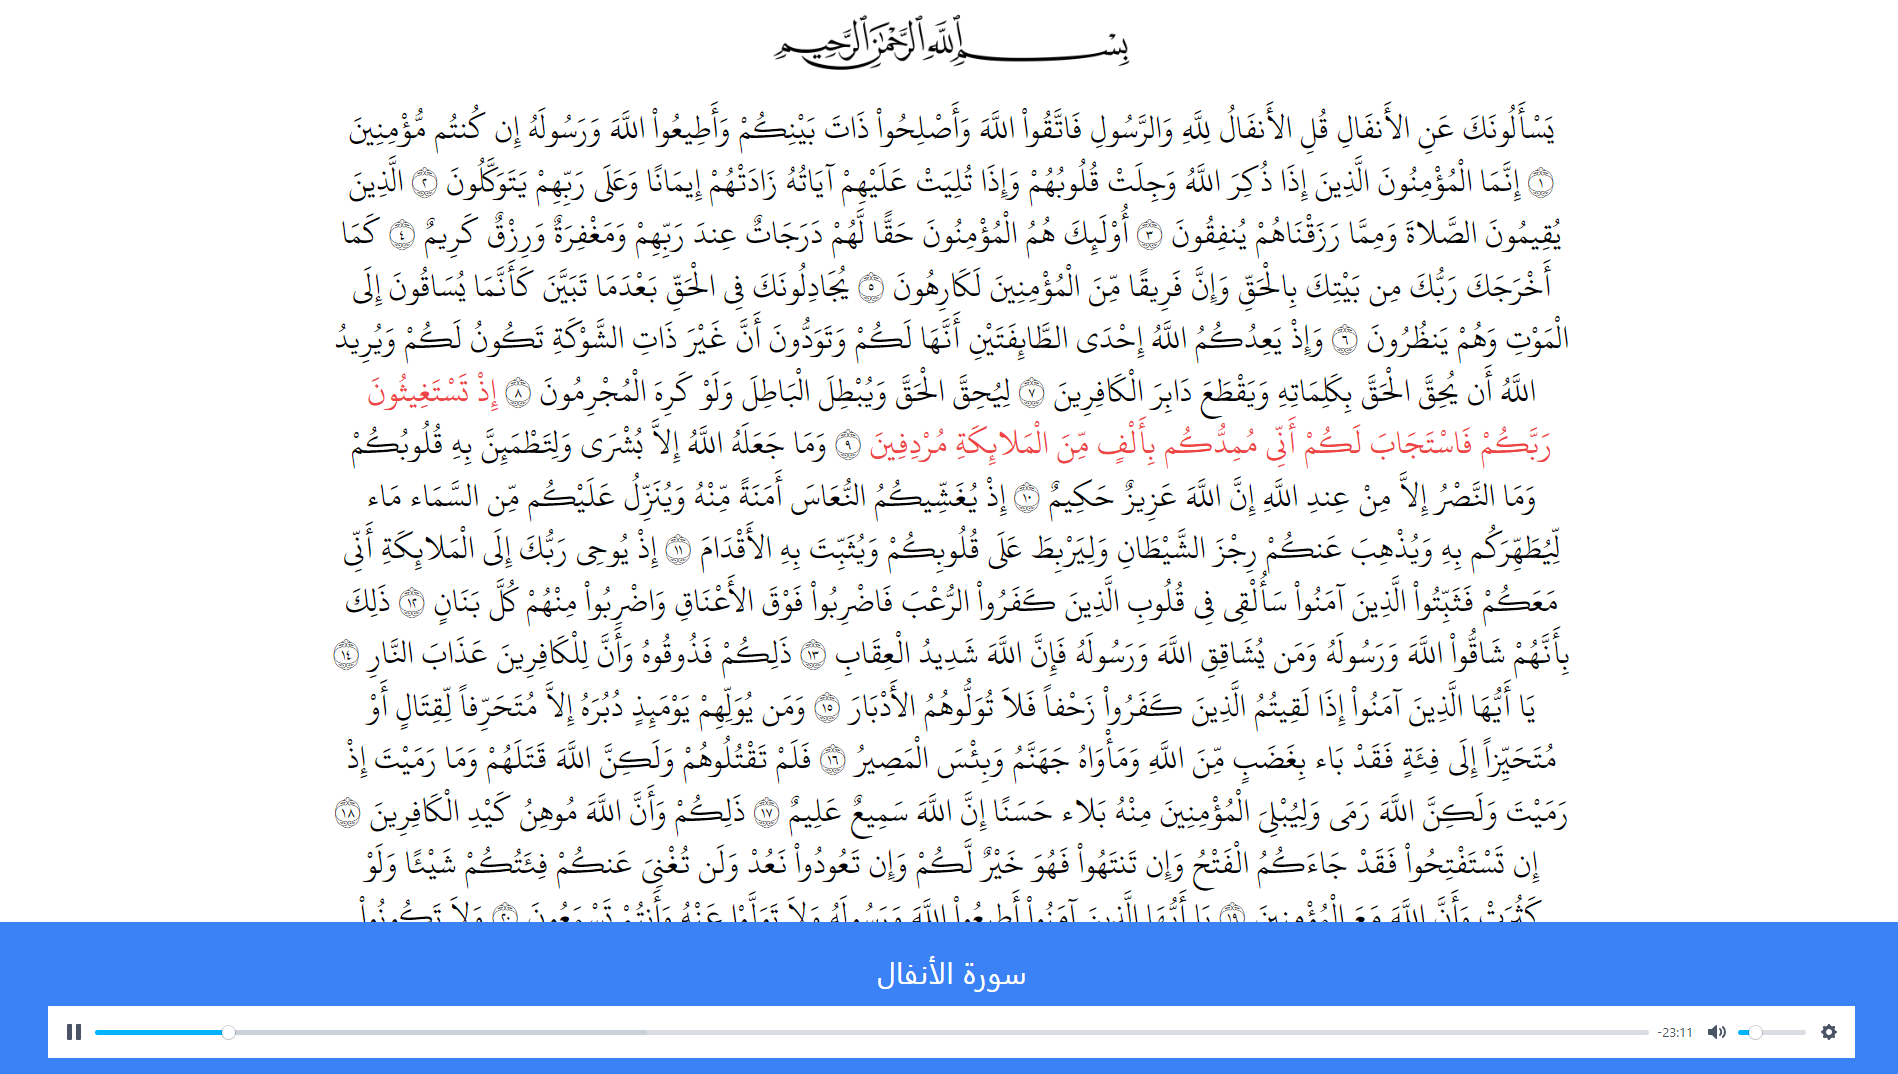 بِسْمِ اللَّهِ الرَّحْمَٰنِ الرَّحِيمِ
يَسْأَلُونَكَ عَنِ الأَنفَالِ قُلِ الأَنفَالُ لِلَّهِ وَالرَّسُولِ فَاتَّقُواْ اللَّهَ وَأَصْلِحُواْ ذَاتَ بَيْنِكُمْ وَأَطِيعُواْ اللَّهَ وَرَسُولَهُ إِن كُنتُم مُّؤْمِنِينَ
﴿١﴾ إِنَّمَا الْمُؤْمِنُونَ الَّذِينَ إِذَا ذُكِرَ اللَّهُ وَجِلَتْ قُلُوبُهُمْ وَإِذَا تُلِيَتْ عَلَيْهِمْ آيَاتُهُ زَادَتْهُمْ إِيمَانًا وَعَلَى رَبِّهِمْ يَتَوَكَّلُونَ ﴿٢﴾ الَّذِينَ
يُقِيمُونَ الصَّلاةَ وَمِمَّا رَزَقْنَاهُمْ يُنفِقُونَ ﴿٣﴾ أُوْلَئِكَ هُمُ الْمُؤْمِنُونَ حَقًّا لَّهُمْ دَرَجَاتٌ عِندَ رَبِّهِمْ وَمَغْفِرَةٌ وَرِزْقٌ كَرِيمٌ ﴿٤﴾ كَمَا
أَخْرَجَكَ رَبُّكَ مِن بَيْتِكَ بِالْحَقِّ وَإِنَّ فَرِيقًا مِّنَ الْمُؤْمِنِينَ لَكَارِهُونَ ﴿٥﴾ يُجَادِلُونَكَ فِي الْحَقِّ بَعْدَمَا تَبَيَّنَ كَأَنَّمَا يُسَاقُونَ إِلَى
الْمَوْتِ وَهُمْ يَنظُرُونَ ﴿٦﴾ وَإِذْ يَعِدُكُمُ اللَّهُ إِحْدَى الطَّائِفَتَيْنِ أَنَّهَا لَكُمْ وَتَوَدُّونَ أَنَّ غَيْرَ ذَاتِ الشَّوْكَةِ تَكُونُ لَكُمْ وَيُرِيدُ
اللَّهُ أَن يُحِقَّ الْحَقَّ بِكَلِمَاتِهِ وَيَقْطَعَ دَابِرَ الْكَافِرِينَ ﴿٧﴾ لِيُحِقَّ الْحَقَّ وَيُبْطِلَ الْبَاطِلَ وَلَوْ كَرِهَ الْمُجْرِمُونَ ﴿٨﴾ إِذْ تَسْتَغِيثُونَ
رَبَّكُمْ فَاسْتَجَابَ لَكُمْ أَنِّي مُمِدُّكُم بِأَلْفٍ مِّنَ الْمَلائِكَةِ مُرْدِفِينَ ﴿٩﴾ وَمَا جَعَلَهُ اللَّهُ إِلاَّ بُشْرَى وَلِتَطْمَئِنَّ بِهِ قُلُوبُكُمْ
وَمَا النَّصْرُ إِلاَّ مِنْ عِندِ اللَّهِ إِنَّ اللَّهَ عَزِيزٌ حَكِيمٌ ﴿١٠﴾ إِذْ يُغَشِّيكُمُ النُّعَاسَ أَمَنَةً مِّنْهُ وَيُنَزِّلُ عَلَيْكُم مِّن السَّمَاء مَاء
لِّيُطَهِّرَكُم بِهِ وَيُذْهِبَ عَنكُمْ رِجْزَ الشَّيْطَانِ وَلِيَرْبِطَ عَلَى قُلُوبِكُمْ وَيُثَبِّتَ بِهِ الأَقْدَامَ ﴿١١﴾ إِذْ يُوحِي رَبُّكَ إِلَى الْمَلائِكَةِ أَنِّي
مَعَكُمْ فَثَبِّتُواْ الَّذِينَ آمَنُواْ سَأُلْقِي فِي قُلُوبِ الَّذِينَ كَفَرُواْ الرُّعْبَ فَاضْرِبُواْ فَوْقَ الأَعْنَاقِ وَاضْرِبُواْ مِنْهُمْ كُلَّ بَنَانٍ ﴿١٢﴾ ذَلِكَ
بِأَنَّهُمْ شَاقُّواْ اللَّهَ وَرَسُولَهُ وَمَن يُشَاقِقِ اللَّهَ وَرَسُولَهُ فَإِنَّ اللَّهَ شَدِيدُ الْعِقَابِ ﴿١٣﴾ ذَلِكُمْ فَذُوقُوهُ وَأَنَّ لِلْكَافِرِينَ عَذَابَ النَّارِ ﴿١٤﴾
يَا أَيُّهَا الَّذِينَ آمَنُواْ إِذَا لَقِيتُمُ الَّذِينَ كَفَرُواْ زَحْفاً فَلاَ تُوَلُّوهُمُ الأَدْبَارَ ﴿١٥﴾ وَمَن يُوَلِّهِمْ يَوْمَئِذٍ دُبُرَهُ إِلاَّ مُتَحَرِّفاً لِّقِتَالٍ أَوْ
مُتَحَيِّزاً إِلَى فِئَةٍ فَقَدْ بَاء بِغَضَبٍ مِّنَ اللَّهِ وَمَأْوَاهُ جَهَنَّمُ وَبِئْسَ الْمَصِيرُ ﴿١٦﴾ فَلَمْ تَقْتُلُوهُمْ وَلَكِنَّ اللَّهَ قَتَلَهُمْ وَمَا رَمَيْتَ إِذْ
رَمَيْتَ وَلَكِنَّ اللَّهَ رَمَى وَلِيُبْلِيَ الْمُؤْمِنِينَ مِنْهُ بَلاء حَسَنًا إِنَّ اللَّهَ سَمِيعٌ عَلِيمٌ ﴿١٧﴾ ذَلِكُمْ وَأَنَّ اللَّهَ مُوهِنُ كَيْدِ الْكَافِرِينَ ﴿١٨﴾
إِن تَسْتَفْتِحُواْ فَقَدْ جَاءَكُمُ الْفَتْحُ وَإِن تَنتَهُواْ فَهُوَ خَيْرٌ لَّكُمْ وَإِن تَعُودُواْ نَعُدْ وَلَن تُغْنِيَ عَنكُمْ فِئَتُكُمْ شَيْئًا وَلَوْ
كَثُرَتْ وَأَنَّ اللَّهَ مَعَ الْمُؤْمِنِينَ ﴿١٩﴾ يَا أَيُّهَا الَّذِينَ آمَنُواْ أَطِيعُواْ اللَّهَ وَرَسُولَهُ وَلاَ تَوَلَّوْا عَنْهُ وَأَنتُمْ تَسْمَعُونَ ﴿٢٠﴾ وَلاَ تَكُونُواْ
سورة الأنفال
-23:11